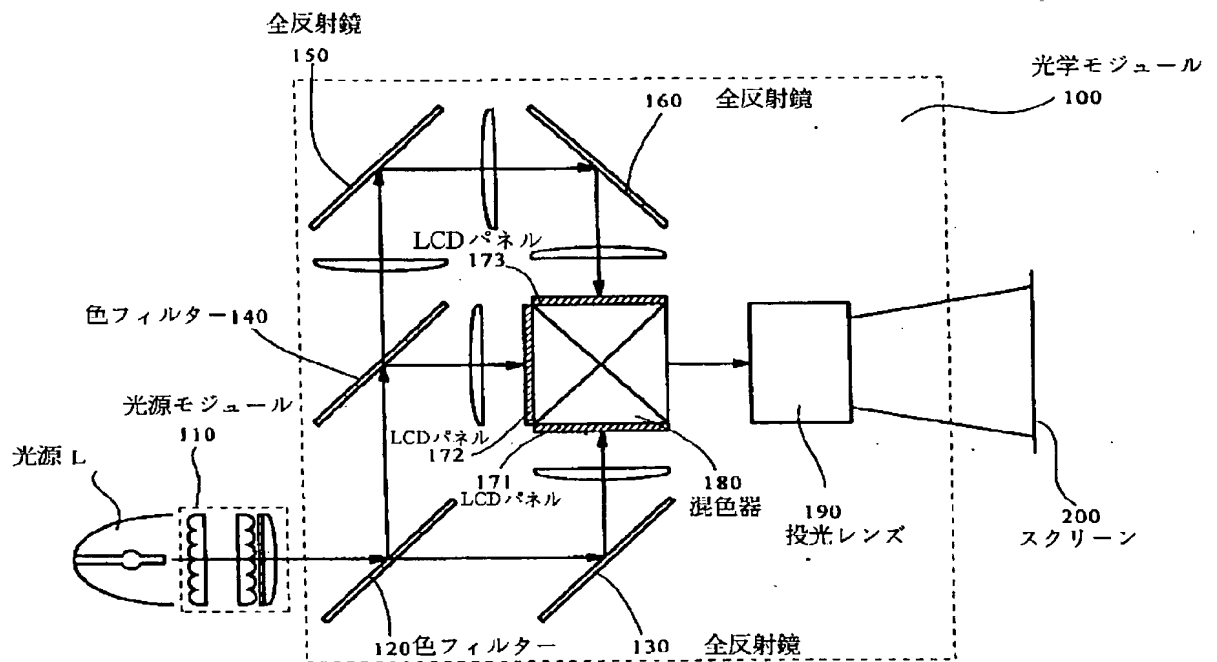 全反射鏡
150
160 全反射鏡
光学モジュール
100
LCDパネル
173
色フィルター140
光源モジュール
110
光源 L
LCDパネル
172
171
LCDパネル
180
混色器
190
投光レンズ
200
スクリーン
120色フィルター
130 全反射鏡